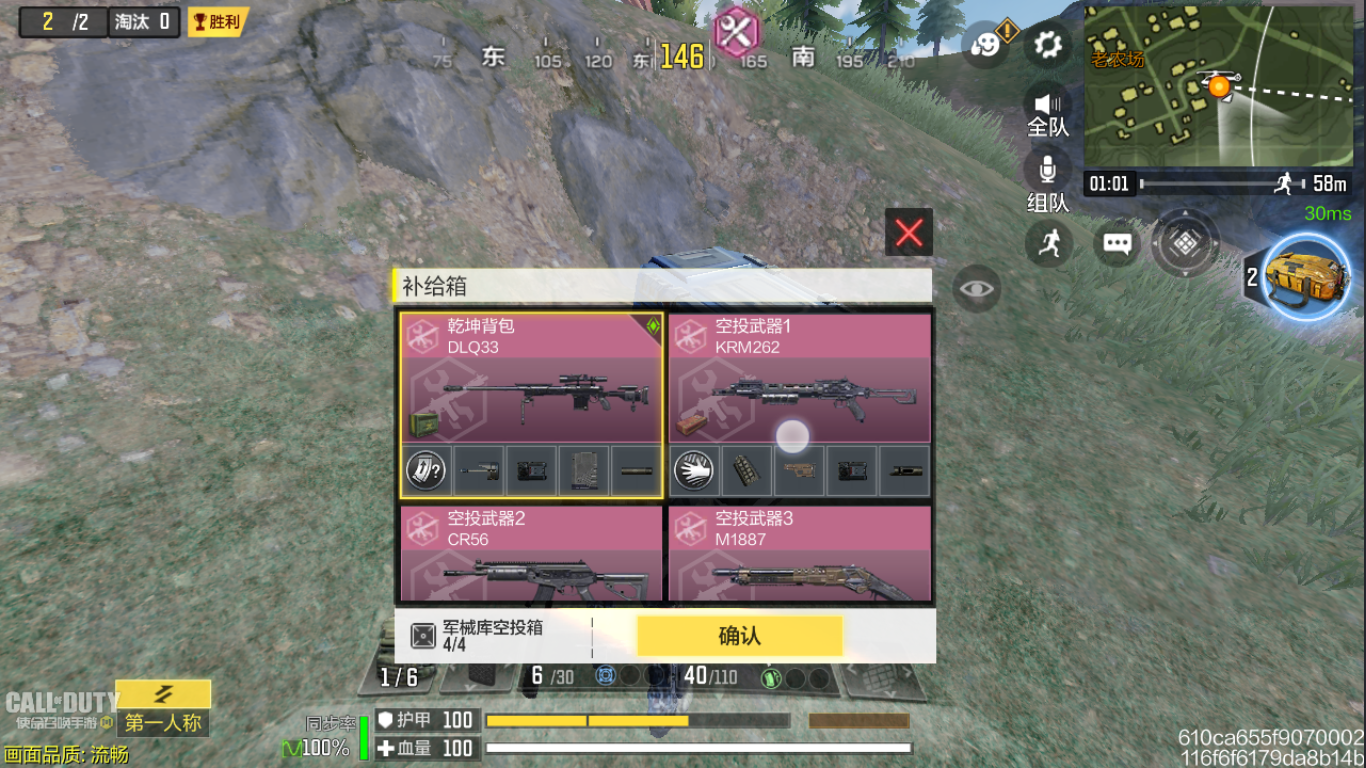 2 /2 淘汰 0 胜利
75 东 105 120 东 146 165 南 195 210
老农场
全队
组队
01:01 58m
30ms
2
补给箱
乾坤背包
DLQ33
空投武器1
KRM262
空投武器2
CR56
空投武器3
M1887
军械库空投箱
4/4
确认
1/6 6/30 40/110
CALL OF DUTY
使命召唤手游
第一人称
画面品质: 流畅
同步率
100%
护甲 100
血量 100
610ca655f9070002
116f6f6179da8b14b